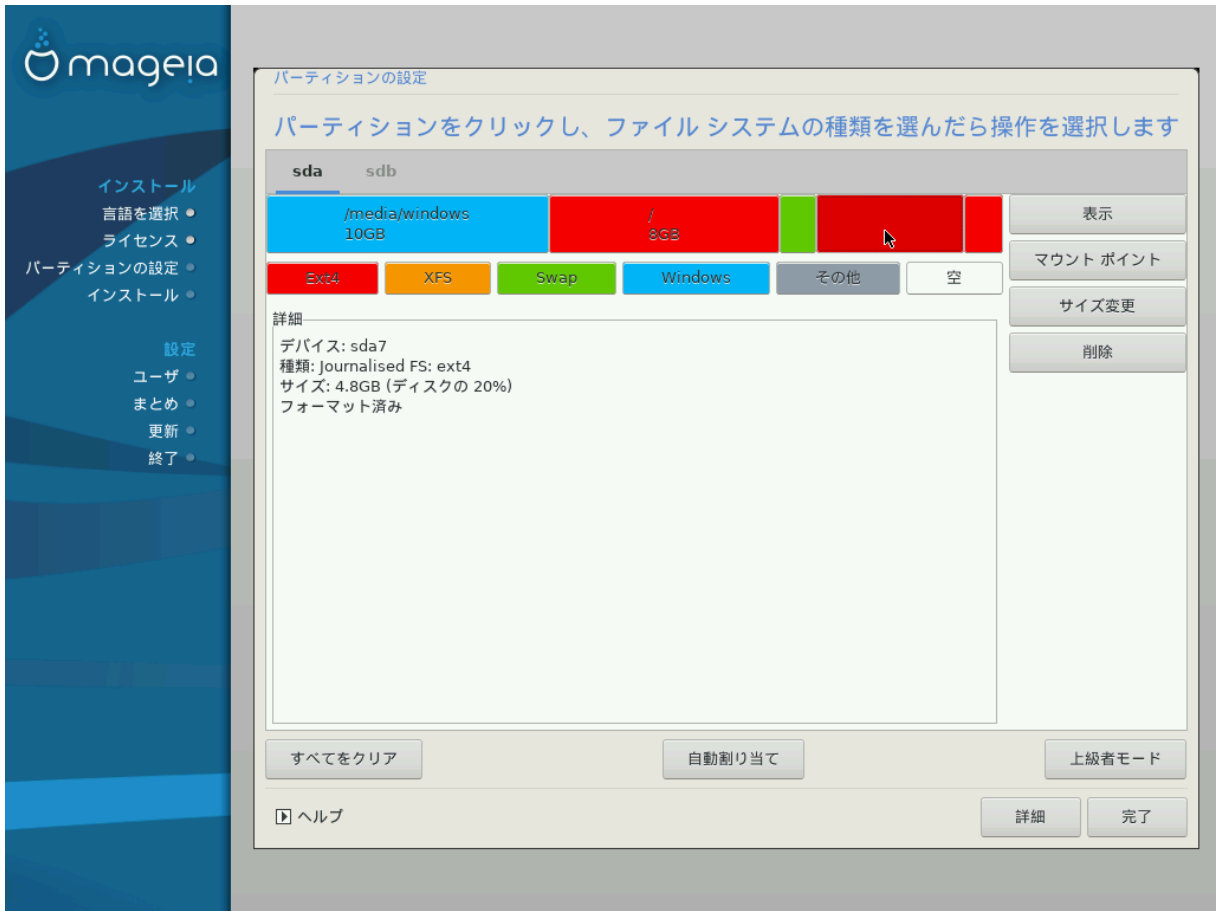 mageia
インストール
言語を選択
ライセンス
パーティションの設定
インストール
設定
ユーザ
まとめ
更新
終了
パーティションの設定
パーティションをクリックし、ファイル システムの種類を選んだら操作を選択します
sda sdb
/media/windows
10GB
/
8GB
Ext4 XFS Swap Windows その他 空
表示
マウント ポイント
サイズ変更
削除
詳細
デバイス: sda7
種類: Journalised FS: ext4
サイズ: 4.8GB (ディスクの 20%)
フォーマット済み
すべてをクリア 自動割り当て 上級者モード
ヘルプ 詳細 完了